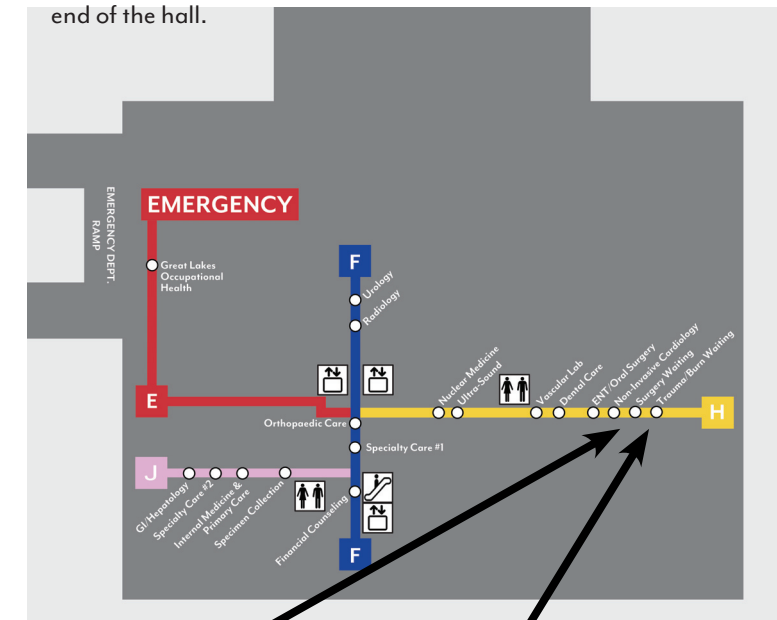 end of the hall.
EMERGENCY
EMERGENCY DEPT.
RAMP
Great Lakes
Occupational
Health
F
Urology
Radiology
E
Orthopaedic Care
Nuclear Medicine
Ultra-Sound
Vascular Lab
Dental Care
ENT/Oral Surgery
Non-Invasive Cardiology
Surgery Waiting
Trauma/Burn Waiting
H
Specialty Care #1
J
GI/Hepatology
Specialty Care #2
Internal Medicine &
Primary Care
Specimen Collection
Financial Counseling
F